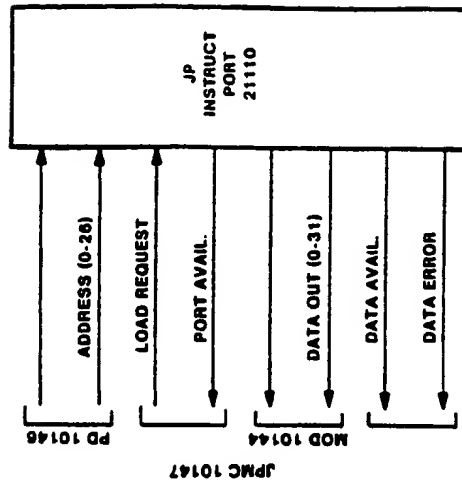 JP
INSTRUCT
PORT
21110
ADDRESS (0-26)
LOAD REQUEST
PORT AVAIL.
DATA OUT (0-31)
DATA AVAIL.
DATA ERROR
PD 10146
MOD 10144
JPMC 10147